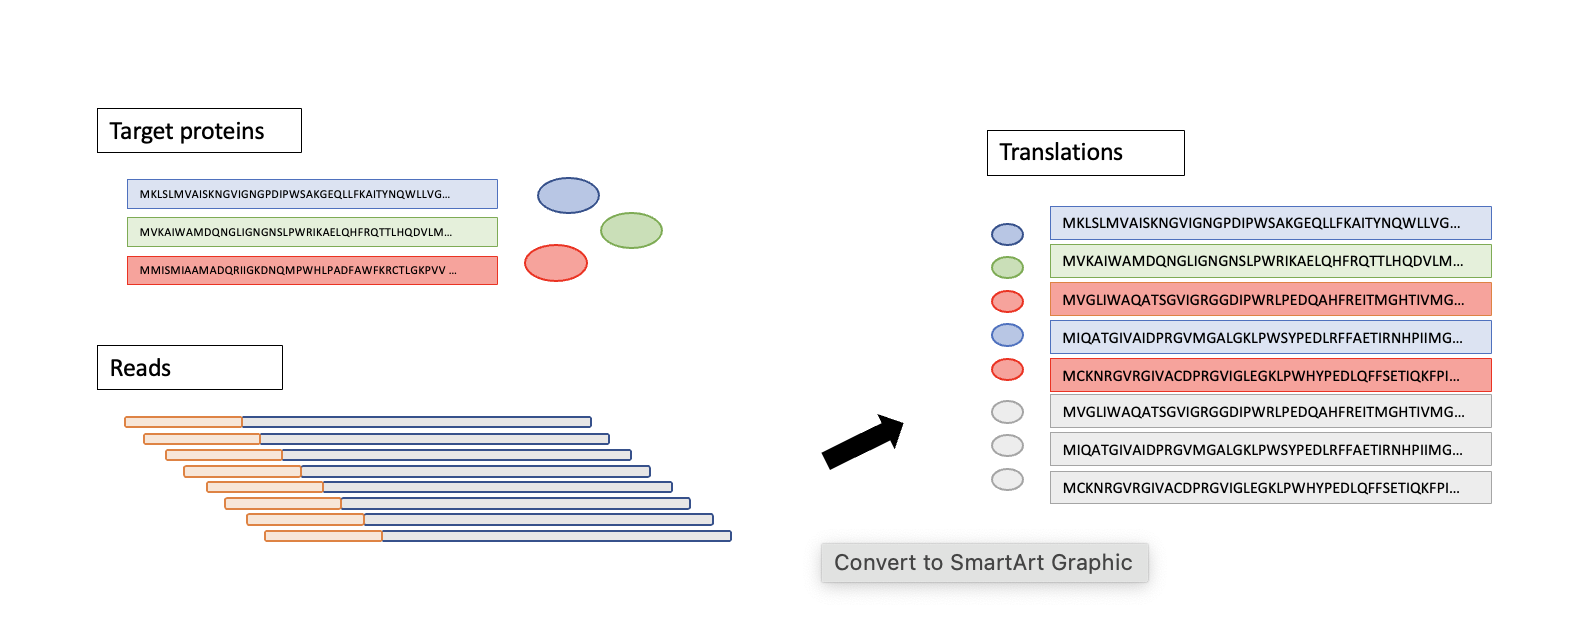 Target proteins
MKLSLMVAISKNGVIGNGPDIPWSAKGEQLLFKAITYNQWLLVG...
MVKAIWAMDQNGLIGNGNSLPWRIKAELQHFRQTTLHQDVLM...
MMISMIAAMADQRIIGKDNQMPWHLPADFAWFKRCTLGKPVV ...
Reads
Translations
MKLSLMVAISKNGVIGNGPDIPWSAKGEQLLFKAITYNQWLLVG...
MVKAIWAMDQNGLIGNGNSLPWRIKAELQHFRQTTLHQDVLM...
MVGLIWAQATSGVIGRGGDIPWRLPEDQAHFREITMGHTIVMG...
MIQATGIVAIDPRGVMGALGKLPWSYPEDLRFFAETIRNHPIIMG...
MCKNRGVRGIVACDPRGVIGLEGKLPWHYPEDLQFFSETIQKFPI...
MVGLIWAQATSGVIGRGGDIPWRLPEDQAHFREITMGHTIVMG...
MIQATGIVAIDPRGVMGALGKLPWSYPEDLRFFAETIRNHPIIMG...
MCKNRGVRGIVACDPRGVIGLEGKLPWHYPEDLQFFSETIQKFPI...
Convert to SmartArt Graphic